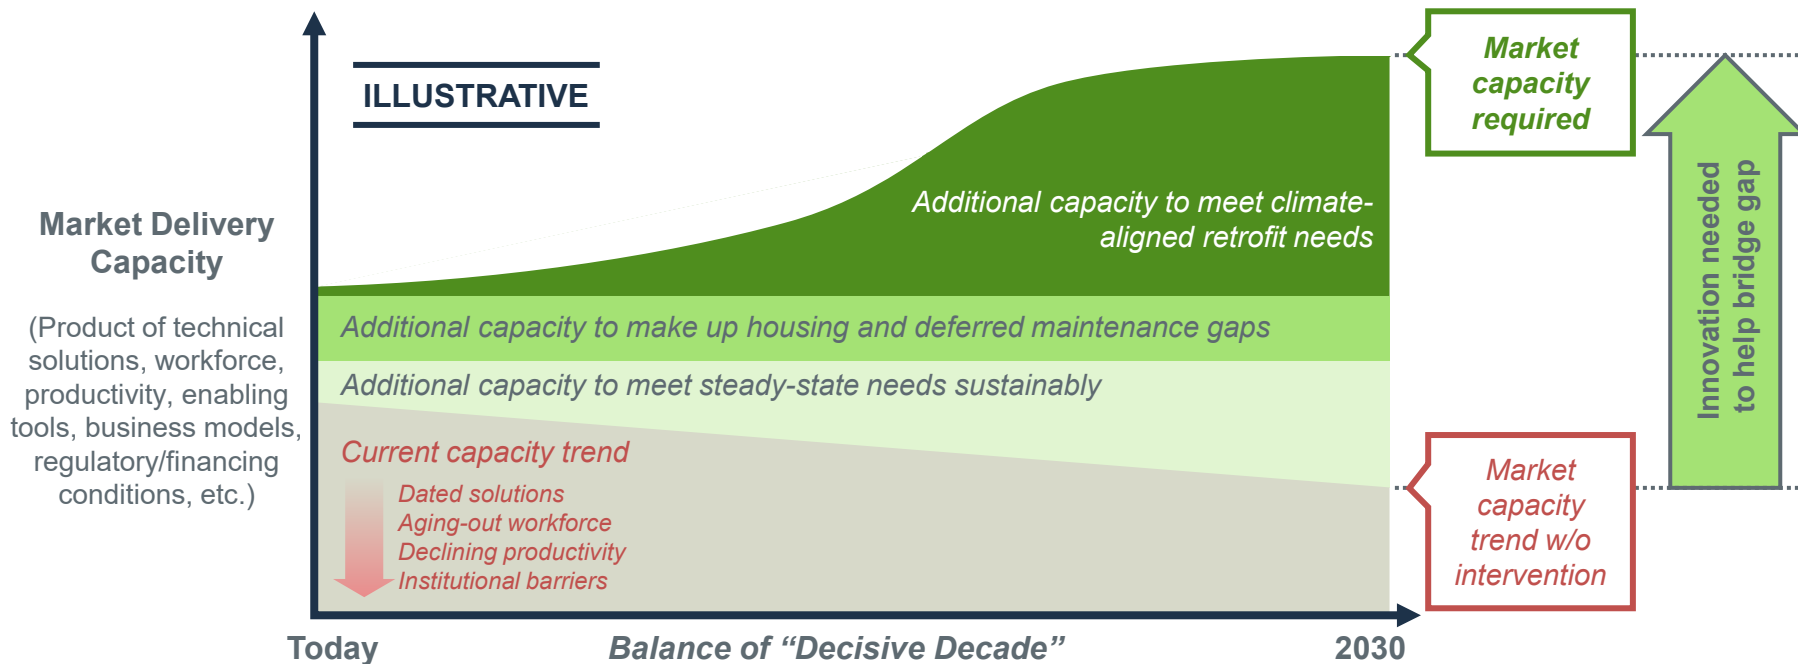 ILLUSTRATIVE
Market Delivery
Capacity
(Product of technical
solutions, workforce,
productivity, enabling
tools, business models,
regulatory/financing
conditions, etc.)
Additional capacity to meet climate-
aligned retrofit needs
Additional capacity to make up housing and deferred maintenance gaps
Additional capacity to meet steady-state needs sustainably
Current capacity trend
Dated solutions
Aging-out workforce
Declining productivity
Institutional barriers
Today
Balance of “Decisive Decade”
2030
Market
capacity
required
Market
capacity
trend w/o
intervention
Innovation needed
to help bridge gap